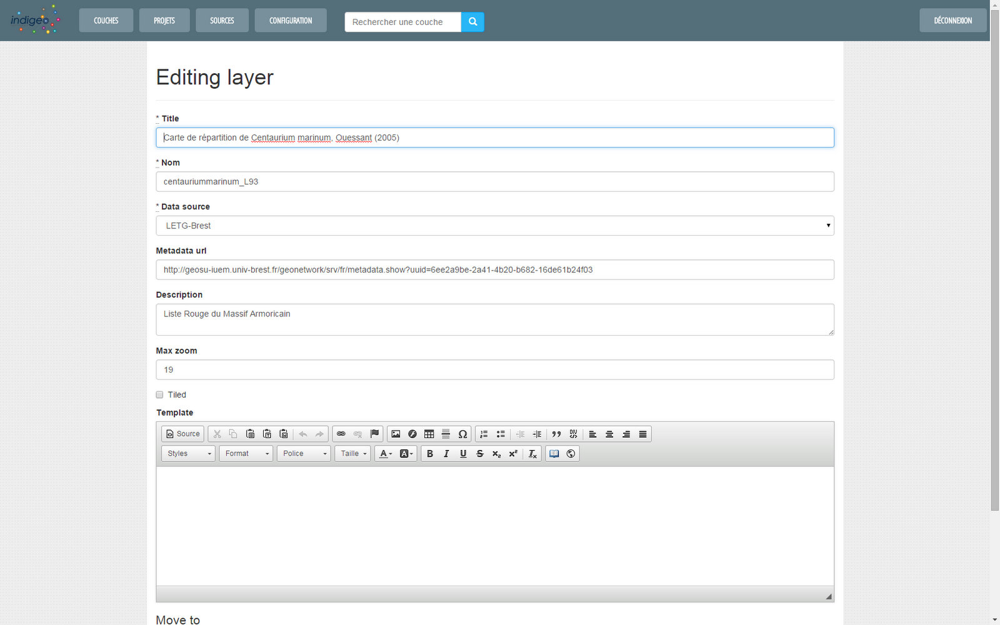 indigeo COUCHES PROJETS SOURCES CONFIGURATION Rechercher une couche DÉCONNEXION
Editing layer
* Title
Carte de répartition de Centaurium marinum, Ouessant (2005)
* Nom
centauriummarinum_L93
* Data source
LETG-Brest
Metadata url
http://geosu-iuem.univ-brest.fr/geonetwork/srv/fr/metadata.show?uuid=6ee2a9be-2a41-4b20-b682-16de61b24f03
Description
Liste Rouge du Massif Armoricain
Max zoom
19
Tiled
Template
Source
Styles Format Police Taille A A B I U S x₂ x² Ix
Move to